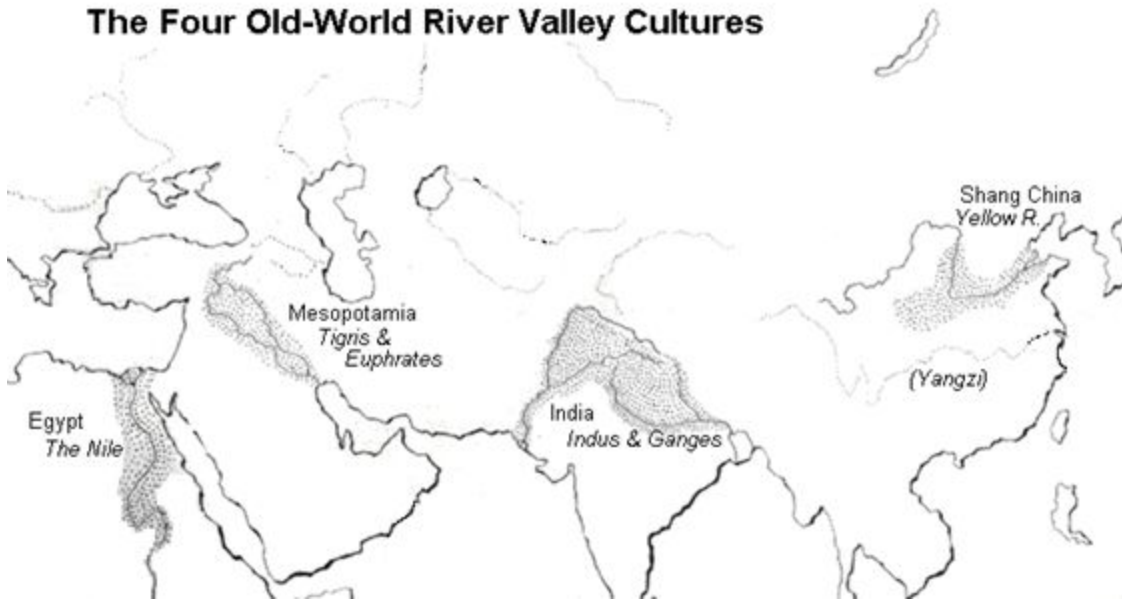 The Four Old-World River Valley Cultures
Shang China
Yellow R.
Mesopotamia
Tigris &
Euphrates
(Yangzi)
Egypt
The Nile
India
Indus & Ganges